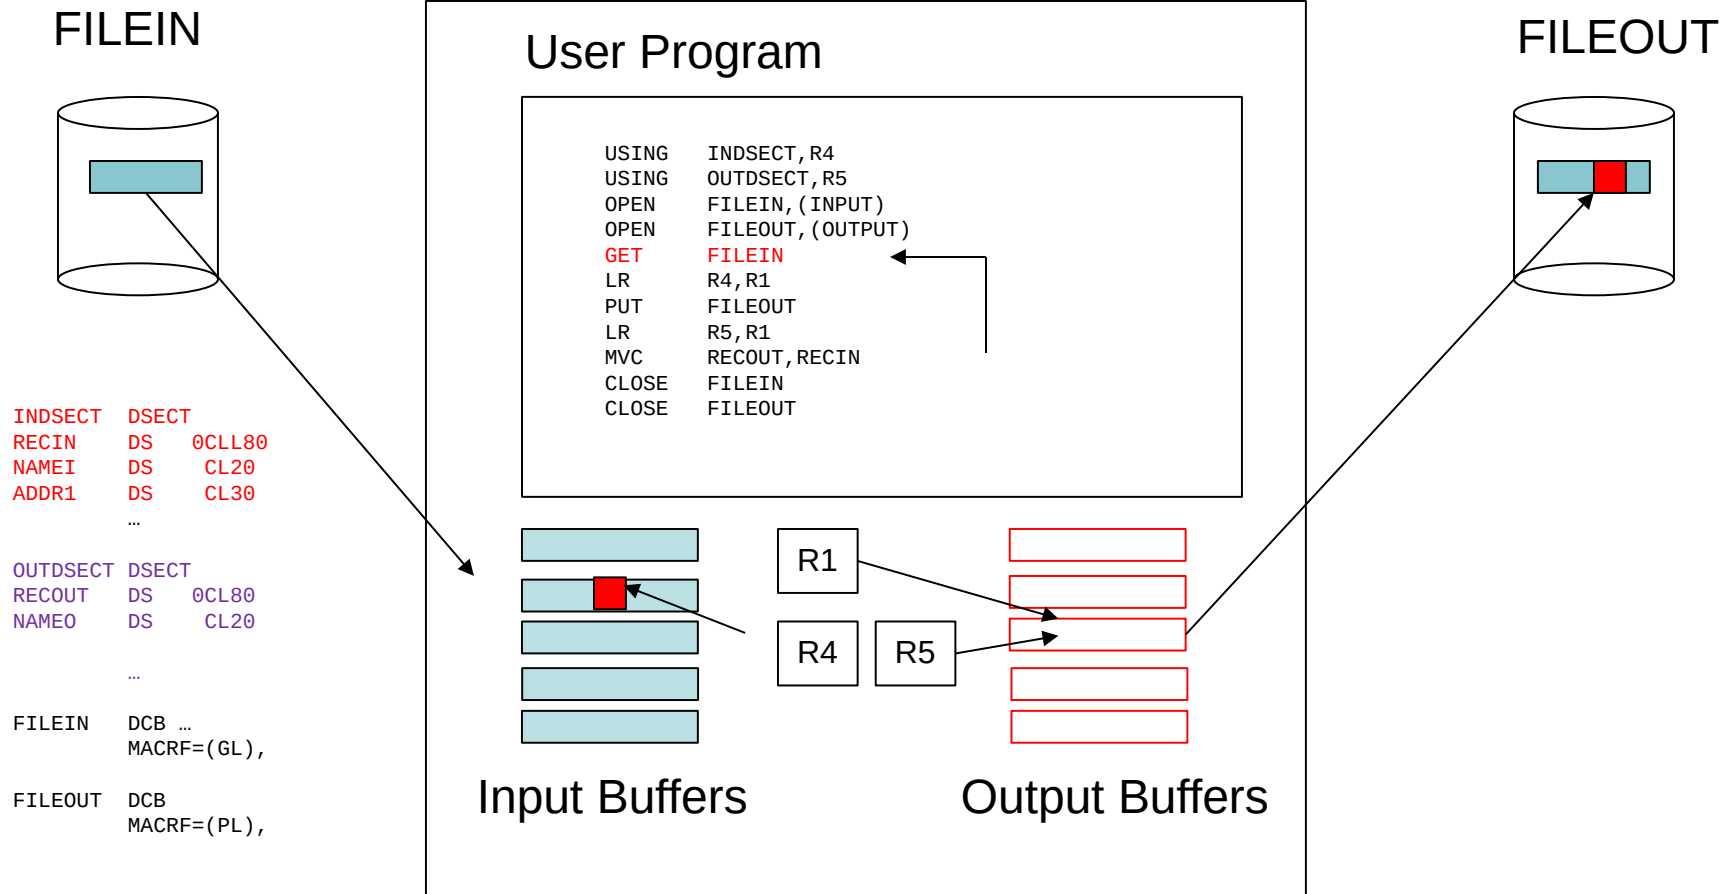 FILEIN
User Program
FILEOUT
USING INDSECT,R4
USING OUTDSECT,R5
OPEN FILEIN,(INPUT)
OPEN FILEOUT,(OUTPUT)
GET FILEIN
LR R4,R1
PUT FILEOUT
LR R5,R1
MVC RECOUT,RECIN
CLOSE FILEIN
CLOSE FILEOUT
INDSECT DSECT
RECIN DS 0CLL80
NAMEI DS CL20
ADDR1 DS CL30
…
OUTDSECT DSECT
RECOUT DS 0CL80
NAMEO DS CL20
…
FILEIN DCB …
MACRF=(GL),
FILEOUT DCB
MACRF=(PL),
R1
R4
R5
Input Buffers
Output Buffers